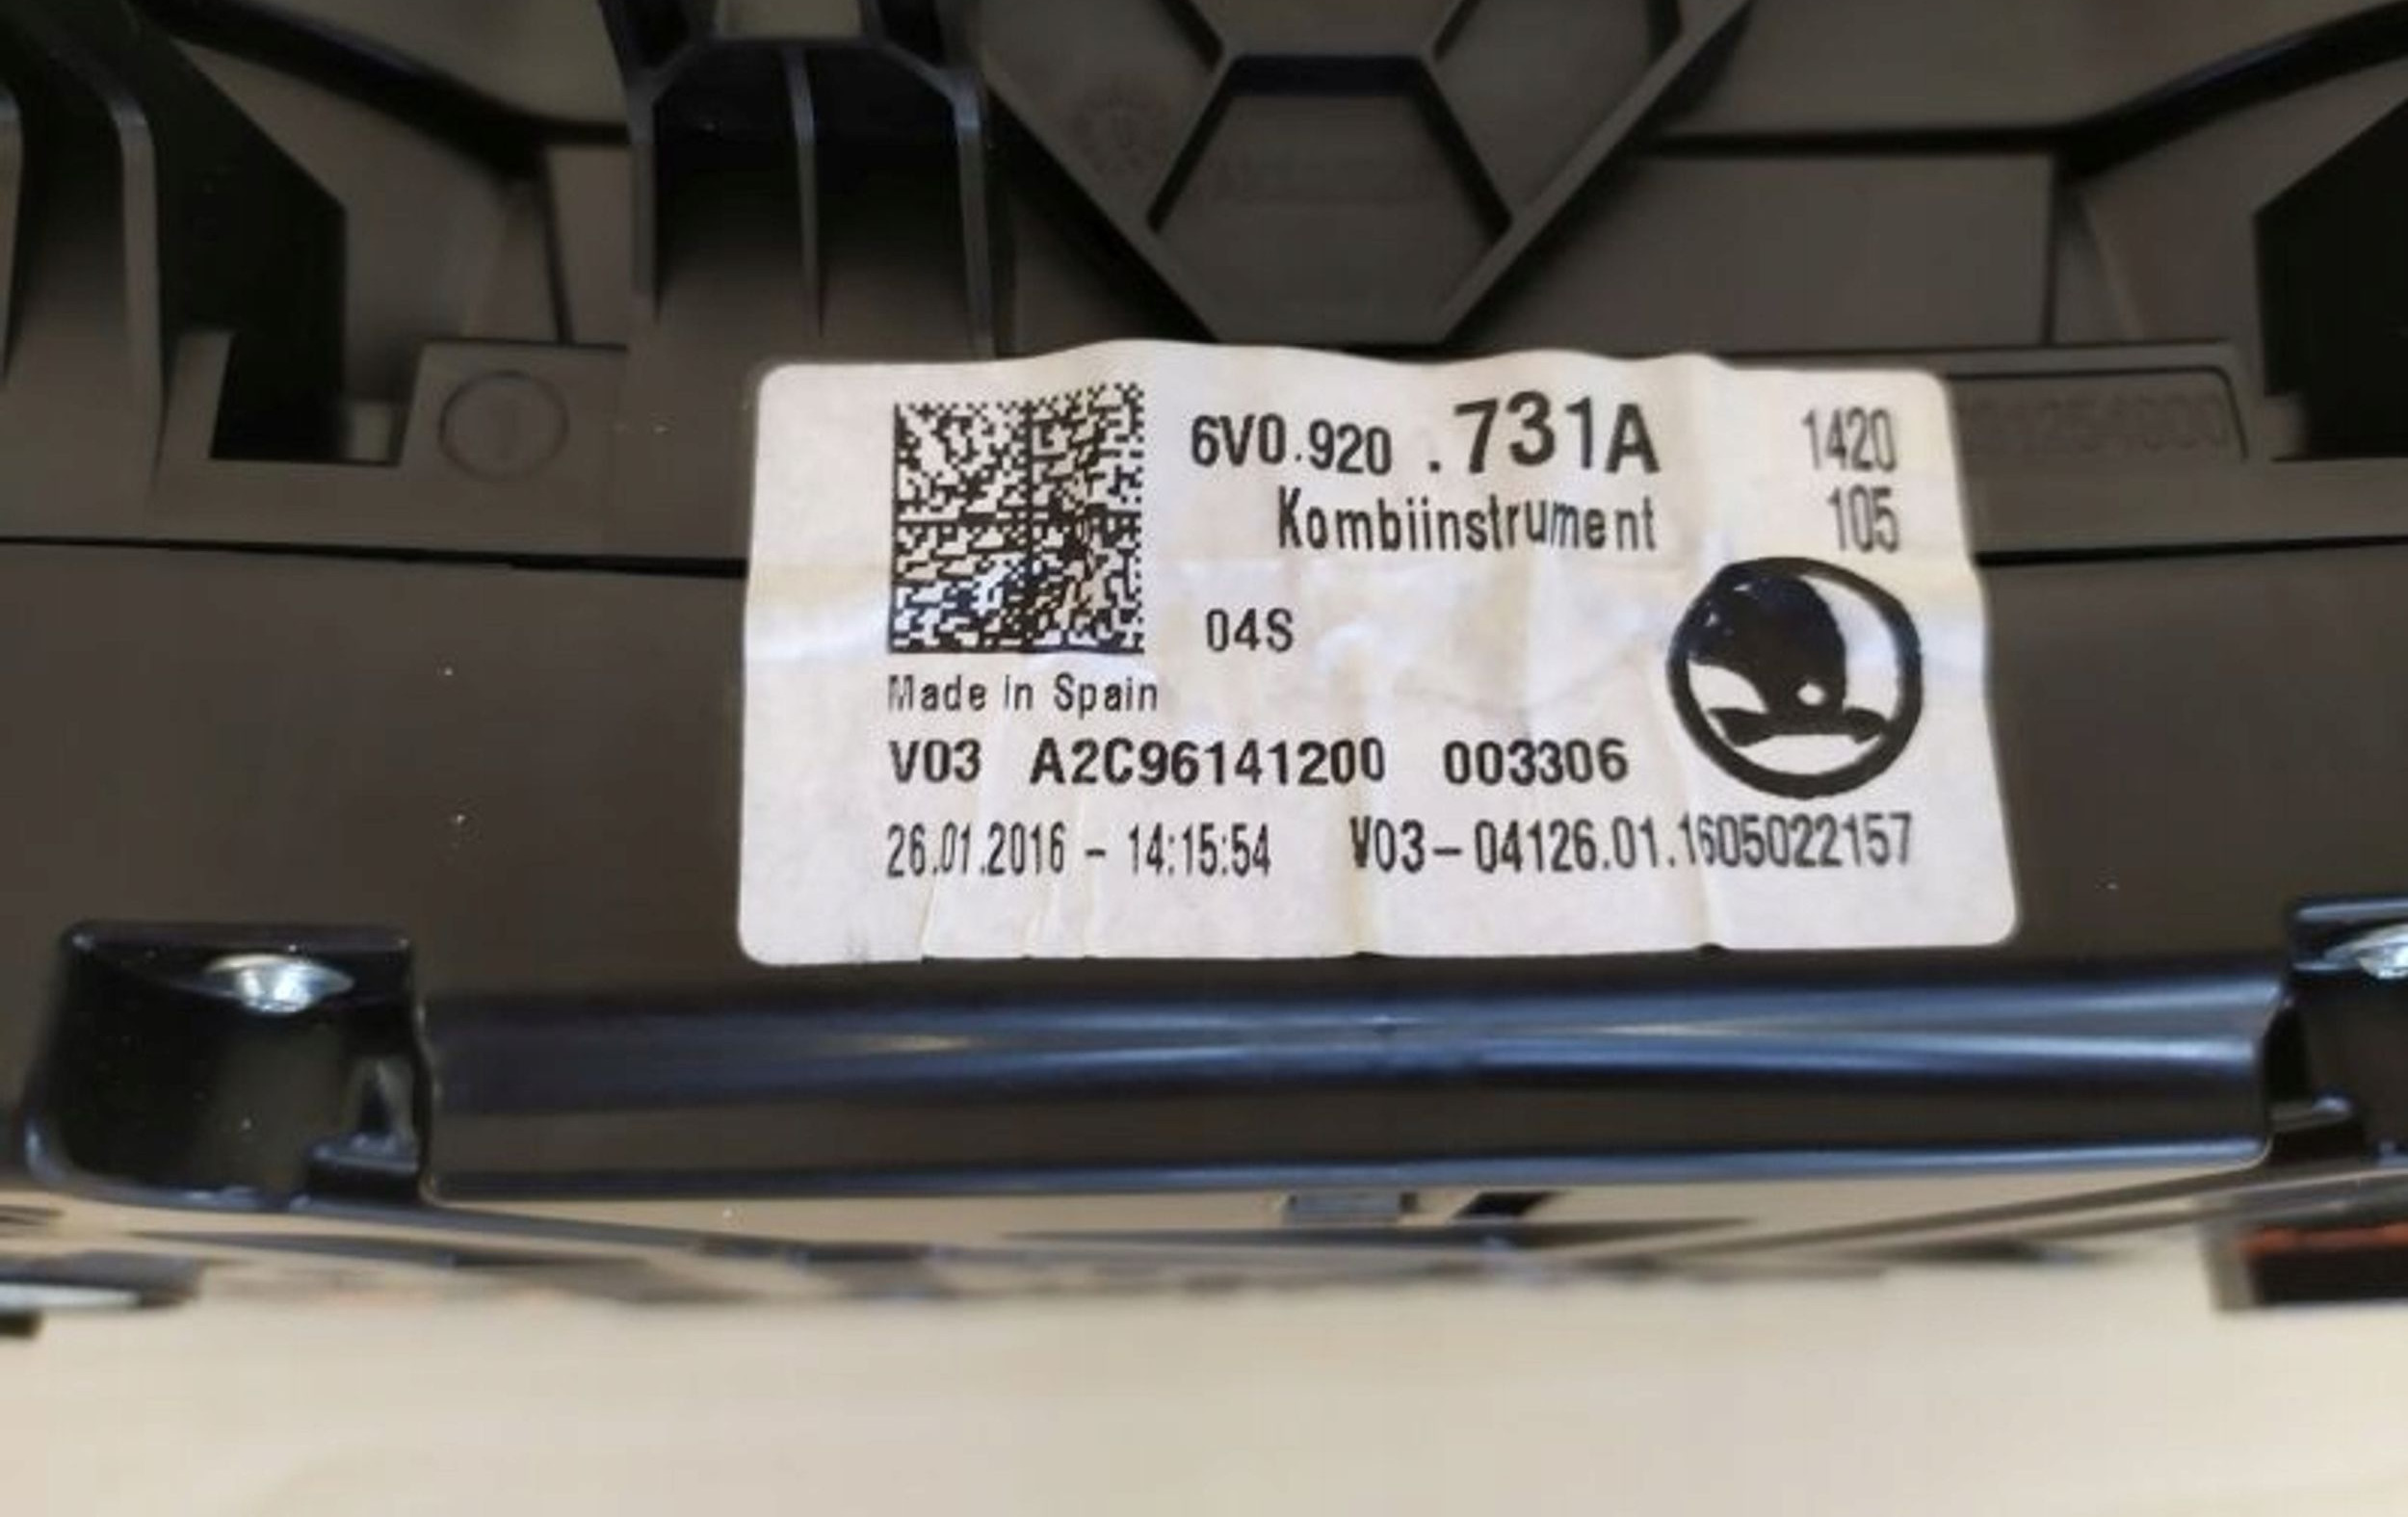 6V0.920 .731A 1420
Kombiinstrument 105
04S
Made in Spain
V03 A2C96141200 003306
26.01.2016 - 14:15:54 V03-04126.01.1605022157